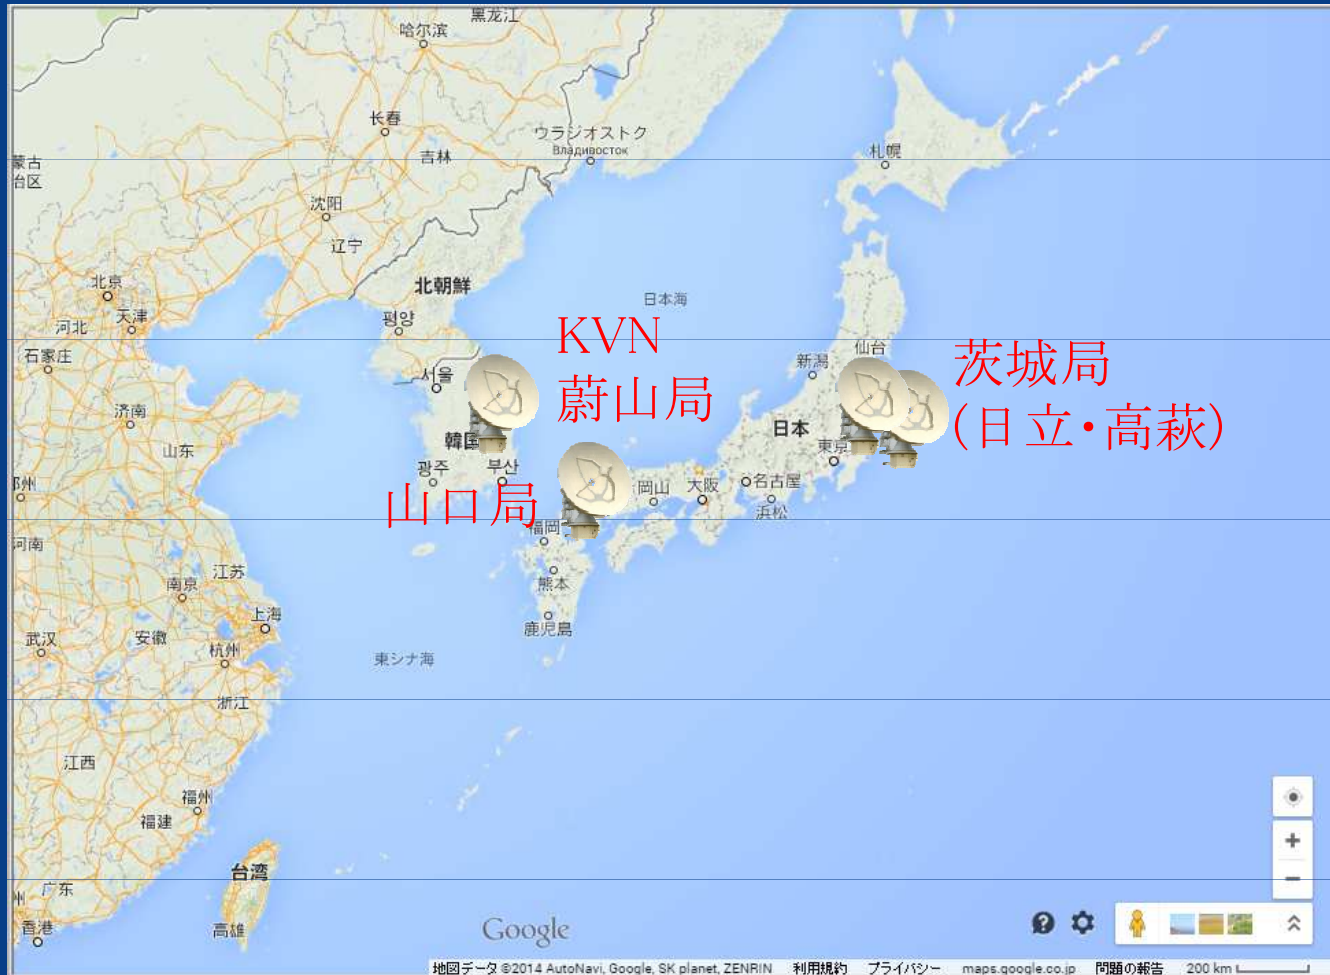 黑龙江
哈尔滨
长春
吉林
ウラジオストク
Владивосток
札幌
蒙古
治区
沈阳
辽宁
北京
天津
河北
石家庄
北朝鮮
평양
日本海
KVN
蔚山局
서울
韓国
광주
부산
新潟
仙台
茨城局
(日立・高萩)
日本
東京
济南
山东
郑州
山口局
岡山
大阪
名古屋
浜松
福岡
熊本
鹿児島
河南
江苏
南京
上海
安徽
武汉
杭州
浙江
東シナ海
江西
福州
福建
台湾
高雄
广东
州
香港
Google
地図データ ©2014 AutoNavi, Google, SK planet, ZENRIN 利用規約 プライバシー maps.google.co.jp 問題の報告 200 km